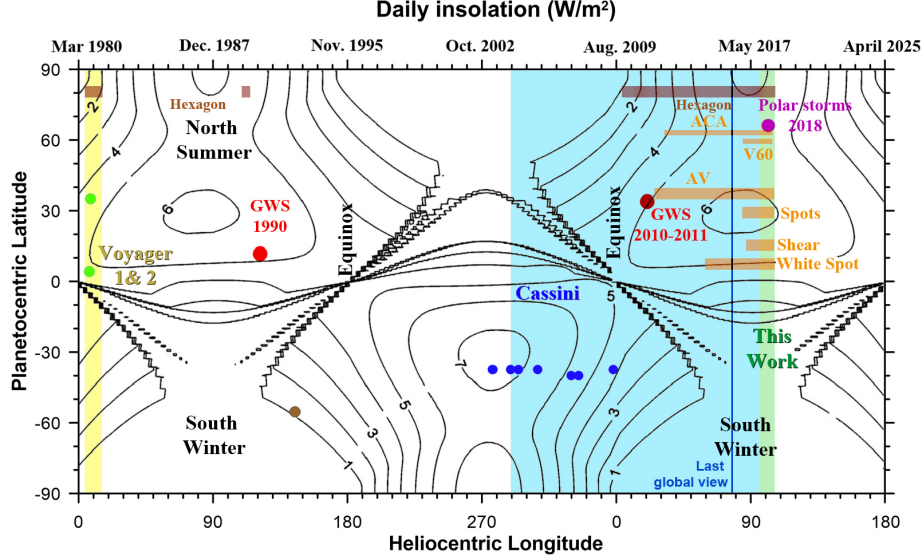 Daily insolation (W/m²)
Mar 1980 Dec. 1987 Nov. 1995 Oct. 2002 Aug. 2009 May 2017 April 2025
90
60
30
0
-30
-60
-90
Planetocentric Latitude
2
4
6
Hexagon
North
Summer
GWS
1990
Voyager
1& 2
Equinox
South
Winter
5
3
1
7
Cassini
5
Equinox
2
4
6
Hexagon
ACA
Polar storms
2018
V60
AV
GWS
2010-2011
Spots
Shear
White Spot
This
Work
3
1
South
Winter
Last
global view
0 90 180 270 0 90 180
Heliocentric Longitude